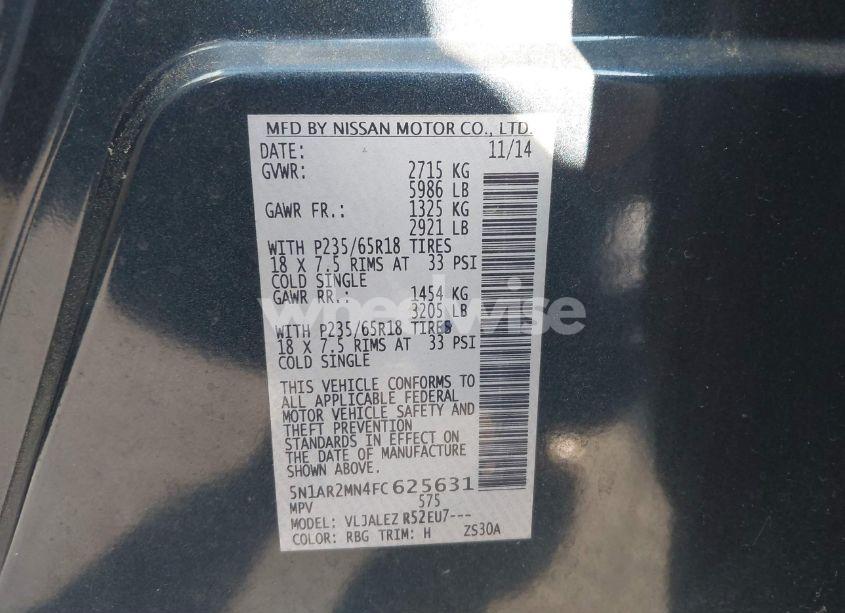 MFD BY NISSAN MOTOR CO., LTD.
DATE: 11/14
GVWR: 2715 KG
5986 LB
GAWR FR.: 1325 KG
2921 LB
WITH P235/65R18 TIRES
18 X 7.5 RIMS AT 33 PSI
COLD SINGLE
GAWR RR.: 1454 KG
3205 LB
WITH P235/65R18 TIRES
18 X 7.5 RIMS AT 33 PSI
COLD SINGLE
THIS VEHICLE CONFORMS TO
ALL APPLICABLE FEDERAL
MOTOR VEHICLE SAFETY AND
THEFT PREVENTION
STANDARDS IN EFFECT ON
THE DATE OF MANUFACTURE
SHOWN ABOVE.
5N1AR2MN4FC625631
MPV 575
MODEL: VLJALEZ R52EU7---
COLOR: RBG TRIM: H ZS30A
wheelwise